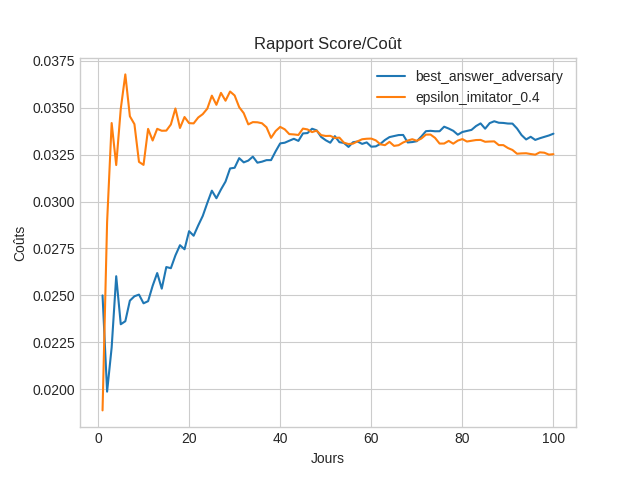 Rapport Score/Coût
best_answer_adversary
epsilon_imitator_0.4
Coûts
0.0375
0.0350
0.0325
0.0300
0.0275
0.0250
0.0225
0.0200
0 20 40 60 80 100
Jours